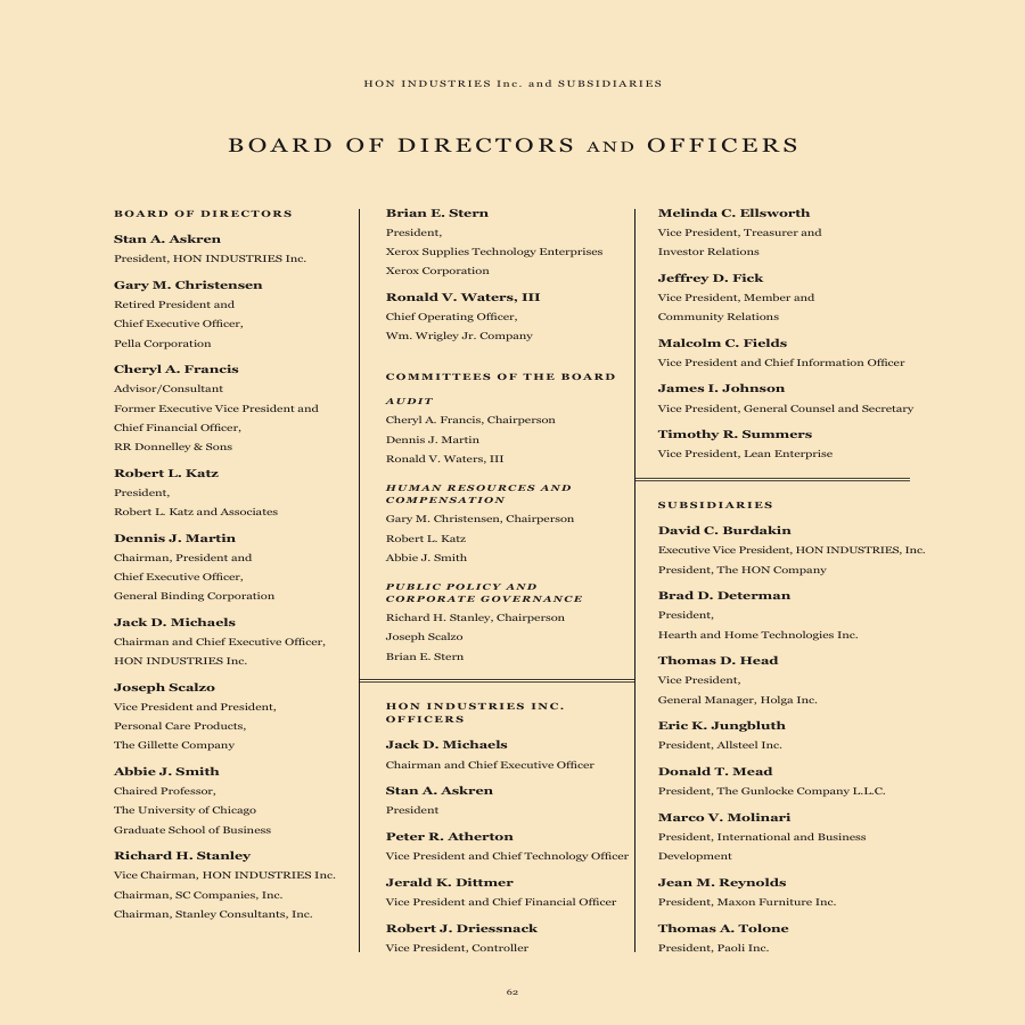 HON INDUSTRIES Inc. and SUBSIDIARIES
BOARD OF DIRECTORS AND OFFICERS
BOARD OF DIRECTORS
Stan A. Askren
President, HON INDUSTRIES Inc.
Gary M. Christensen
Retired President and
Chief Executive Officer,
Pella Corporation
Cheryl A. Francis
Advisor/Consultant
Former Executive Vice President and
Chief Financial Officer,
RR Donnelley & Sons
Robert L. Katz
President,
Robert L. Katz and Associates
Dennis J. Martin
Chairman, President and
Chief Executive Officer,
General Binding Corporation
Jack D. Michaels
Chairman and Chief Executive Officer,
HON INDUSTRIES Inc.
Joseph Scalzo
Vice President and President,
Personal Care Products,
The Gillette Company
Abbie J. Smith
Chaired Professor,
The University of Chicago
Graduate School of Business
Richard H. Stanley
Vice Chairman, HON INDUSTRIES Inc.
Chairman, SC Companies, Inc.
Chairman, Stanley Consultants, Inc.
Brian E. Stern
President,
Xerox Supplies Technology Enterprises
Xerox Corporation
Ronald V. Waters, III
Chief Operating Officer,
Wm. Wrigley Jr. Company
COMMITTEES OF THE BOARD
AUDIT
Cheryl A. Francis, Chairperson
Dennis J. Martin
Ronald V. Waters, III
HUMAN RESOURCES AND
COMPENSATION
Gary M. Christensen, Chairperson
Robert L. Katz
Abbie J. Smith
PUBLIC POLICY AND
CORPORATE GOVERNANCE
Richard H. Stanley, Chairperson
Joseph Scalzo
Brian E. Stern
HON INDUSTRIES INC.
OFFICERS
Jack D. Michaels
Chairman and Chief Executive Officer
Stan A. Askren
President
Peter R. Atherton
Vice President and Chief Technology Officer
Jerald K. Dittmer
Vice President and Chief Financial Officer
Robert J. Driessnack
Vice President, Controller
Melinda C. Ellsworth
Vice President, Treasurer and
Investor Relations
Jeffrey D. Fick
Vice President, Member and
Community Relations
Malcolm C. Fields
Vice President and Chief Information Officer
James I. Johnson
Vice President, General Counsel and Secretary
Timothy R. Summers
Vice President, Lean Enterprise
SUBSIDIARIES
David C. Burdakin
Executive Vice President, HON INDUSTRIES, Inc.
President, The HON Company
Brad D. Determan
President,
Hearth and Home Technologies Inc.
Thomas D. Head
Vice President,
General Manager, Holga Inc.
Eric K. Jungbluth
President, Allsteel Inc.
Donald T. Mead
President, The Gunlocke Company L.L.C.
Marco V. Molinari
President, International and Business
Development
Jean M. Reynolds
President, Maxon Furniture Inc.
Thomas A. Tolone
President, Paoli Inc.
62